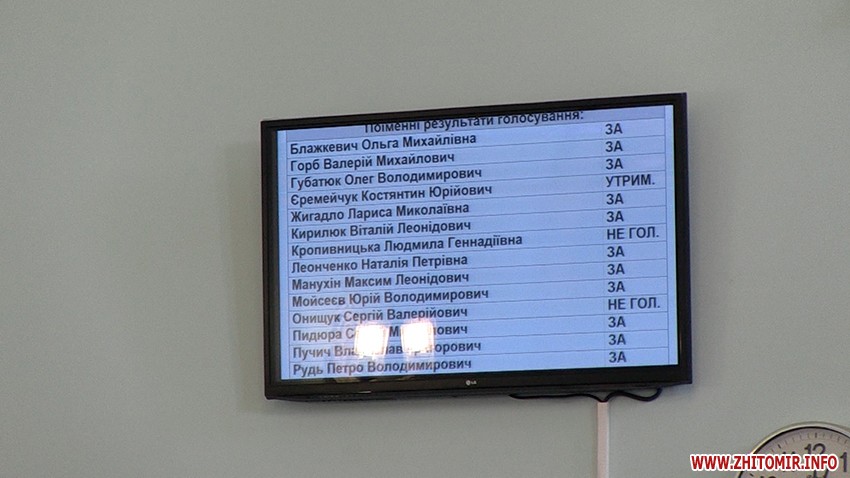 Поіменні результати голосування:
Блажкевич Ольга Михайлівна ЗА
Горб Валерій Михайлович ЗА
Губатюк Олег Володимирович ЗА
Єремейчук Костянтин Юрійович УТРИМ.
Жигадло Лариса Миколаївна ЗА
Кирилюк Віталій Леонідович ЗА
Кропивницька Людмила Геннадіївна НЕ ГОЛ.
Леонченко Наталія Петрівна ЗА
Манухін Максим Леонідович ЗА
Мойсеєв Юрій Володимирович ЗА
Онищук Сергій Валерійович НЕ ГОЛ.
Пидюра ЗА
Пучич ЗА
Рудь Петро Володимирович ЗА
LG
12
WWW.ZHITOMIR.INFO